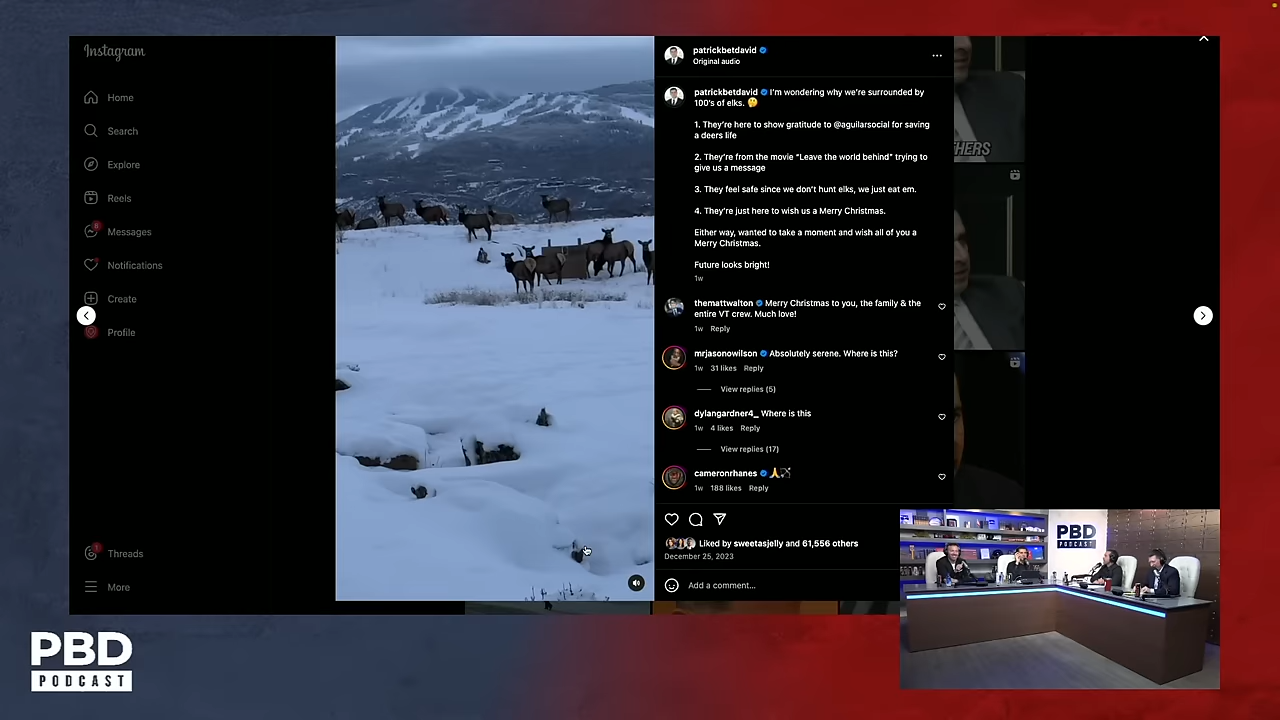 Instagram
Home
Search
Explore
Reels
8
Messages
Notifications
Create
Profile
1
Threads
More
patrickbetdavid
Original audio
patrickbetdavid I'm wondering why we're surrounded by
100's of elks. 🤔
1. They're here to show gratitude to @aguilarsocial for saving
a deers life
2. They're from the movie "Leave the world behind" trying to
give us a message
3. They feel safe since we don't hunt elks, we just eat em.
4. They're just here to wish us a Merry Christmas.
Either way, wanted to take a moment and wish all of you a
Merry Christmas.
Future looks bright!
1w
themattwalton Merry Christmas to you, the family & the
entire VT crew. Much love!
1w Reply
mrjasonowilson Absolutely serene. Where is this?
1w 31 likes Reply
View replies (5)
dylangardner4_ Where is this
1w 4 likes Reply
View replies (17)
cameronrhanes 🙏🏹
1w 188 likes Reply
Liked by sweetasjelly and 61,556 others
December 25, 2023
Add a comment...
HERS
PBD
PODCAST
PBD
PODCAST